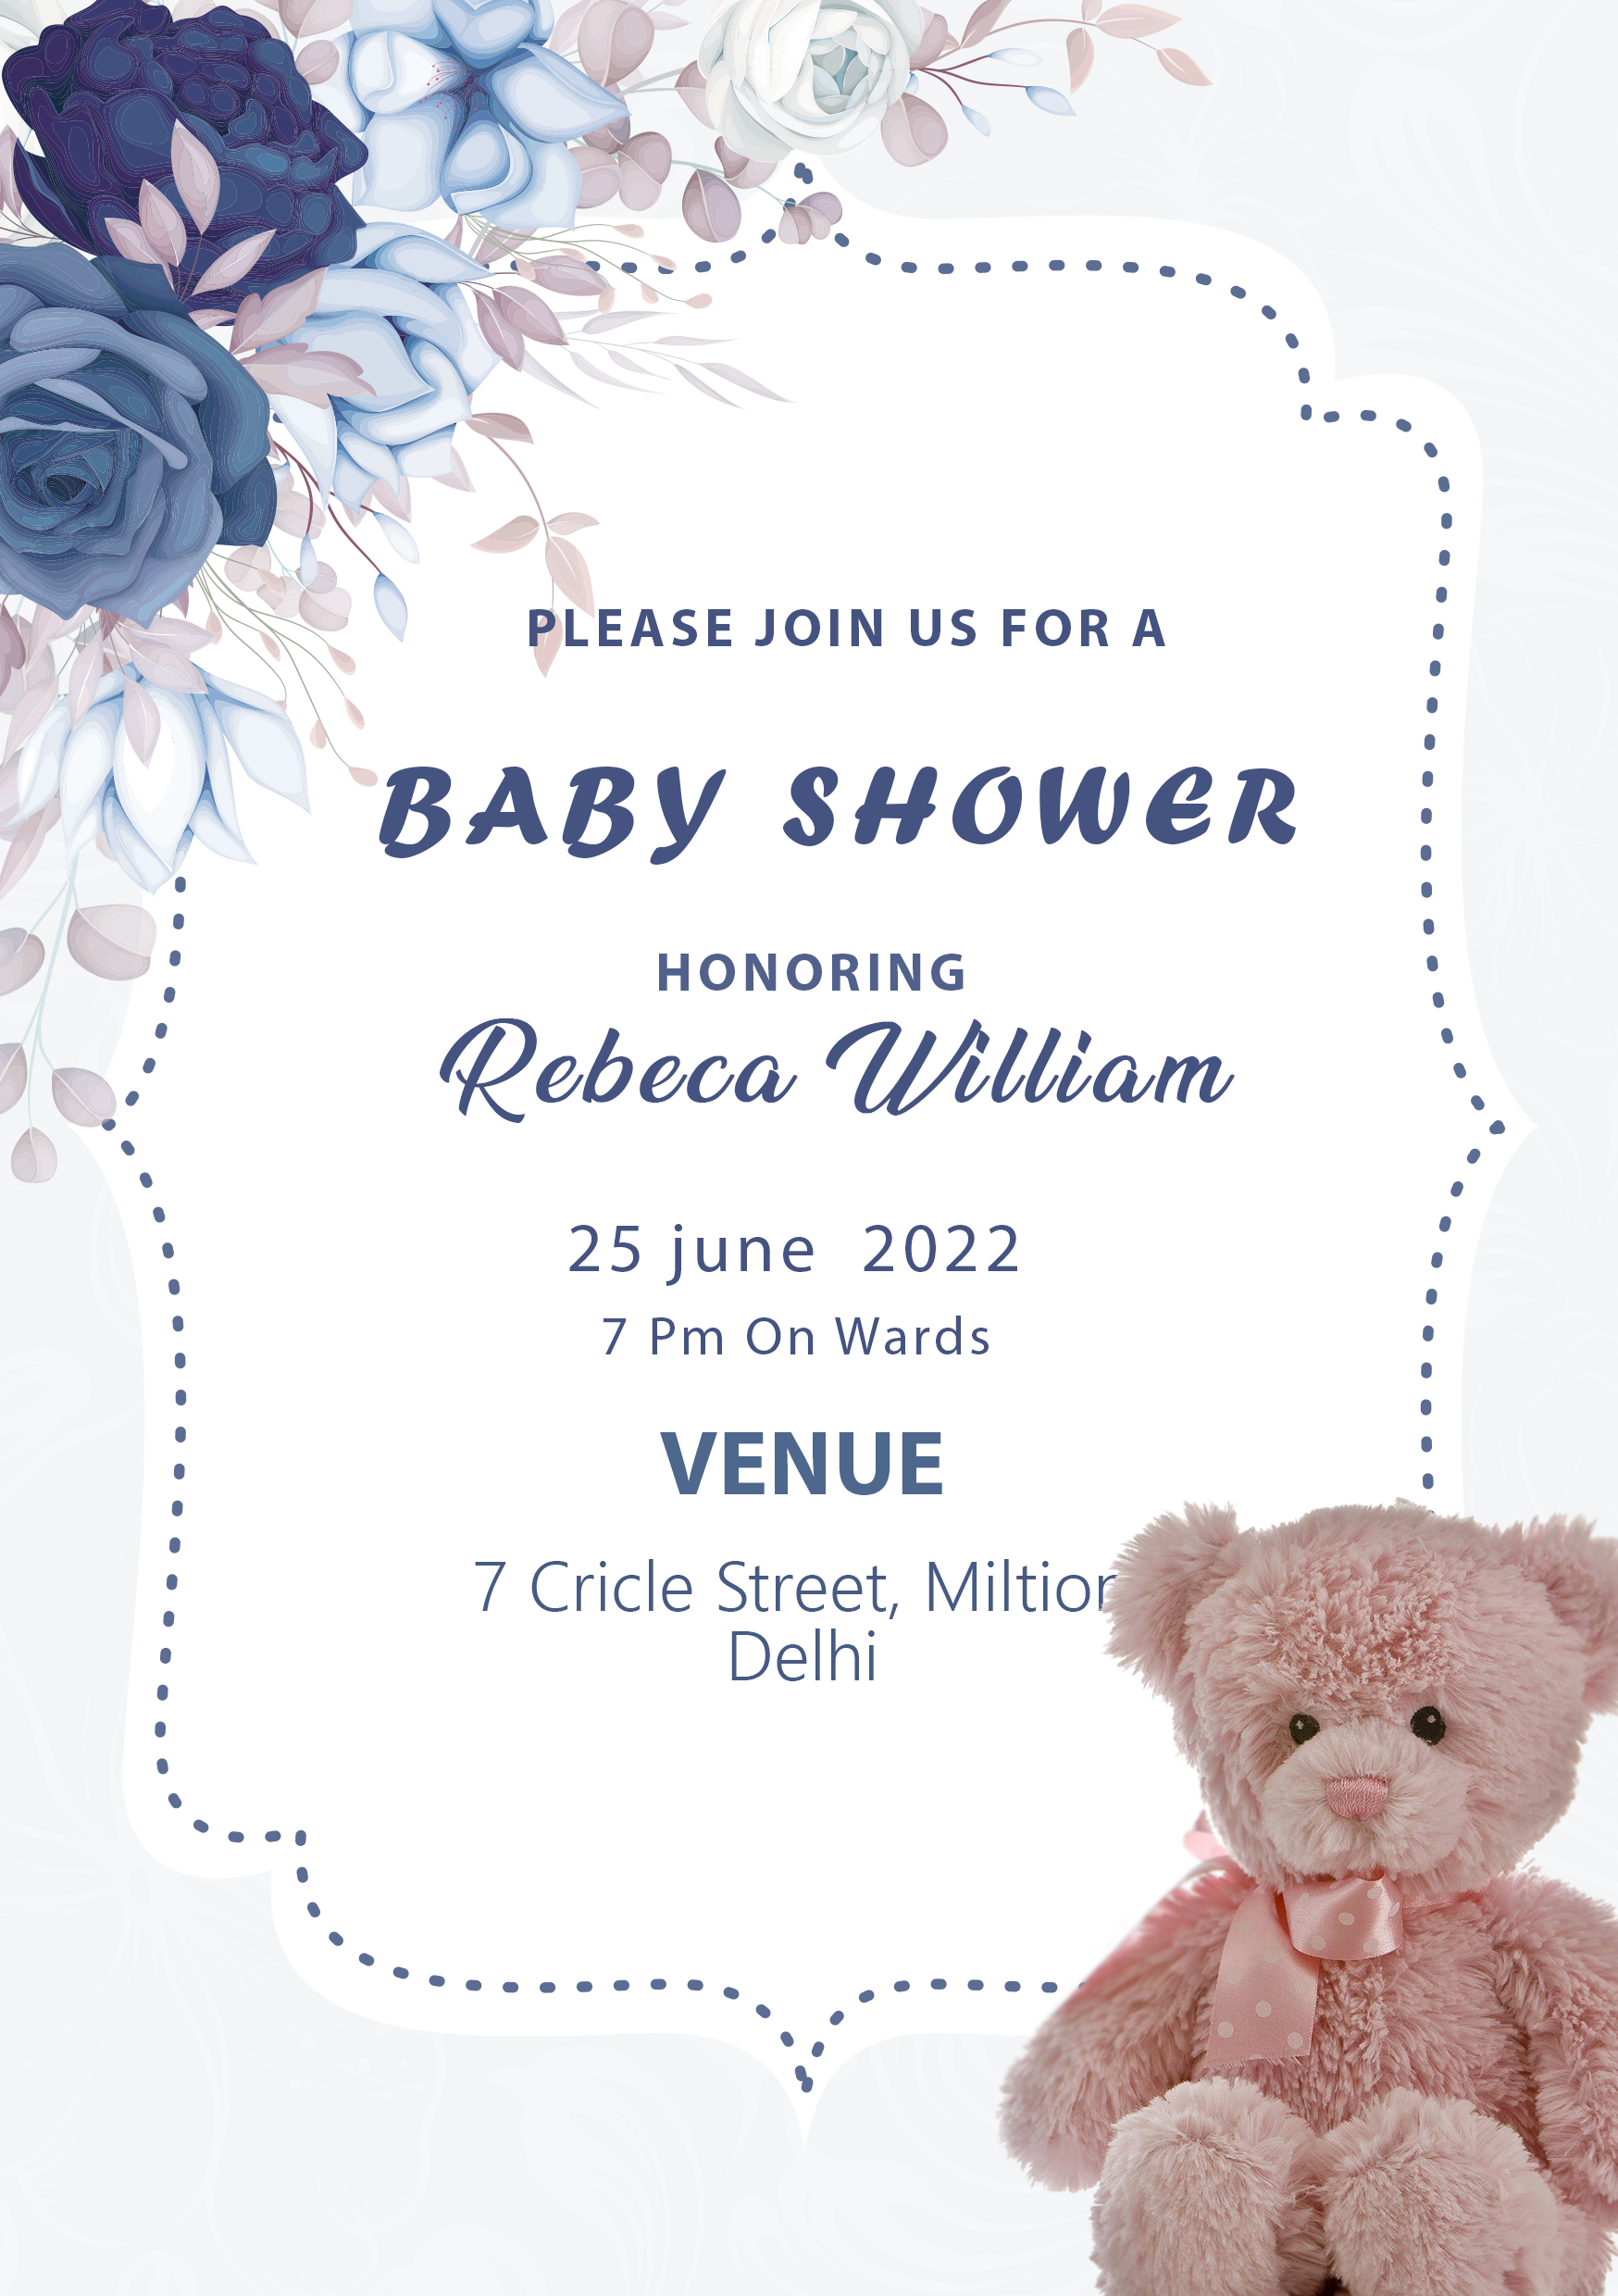 PLEASE JOIN US FOR A
BABY SHOWER
HONORING
Rebeca William
25 june 2022
7 Pm On Wards
VENUE
7 Cricle Street,
Delhi